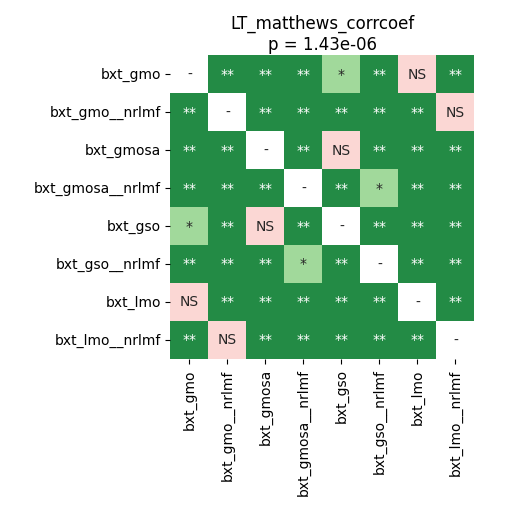 LT_matthews_corrcoef
p = 1.43e-06
bxt_gmo - ** ** ** * ** NS **
bxt_gmo__nrlmf ** - ** ** ** ** ** NS
bxt_gmosa ** ** - ** NS ** ** **
bxt_gmosa__nrlmf ** ** ** - ** * ** **
bxt_gso * ** NS ** - ** ** **
bxt_gso__nrlmf ** ** ** * ** - ** **
bxt_lmo NS ** ** ** ** ** - **
bxt_lmo__nrlmf ** NS ** ** ** ** ** -
bxt_gmo
bxt_gmo__nrlmf
bxt_gmosa
bxt_gmosa__nrlmf
bxt_gso
bxt_gso__nrlmf
bxt_lmo
bxt_lmo__nrlmf